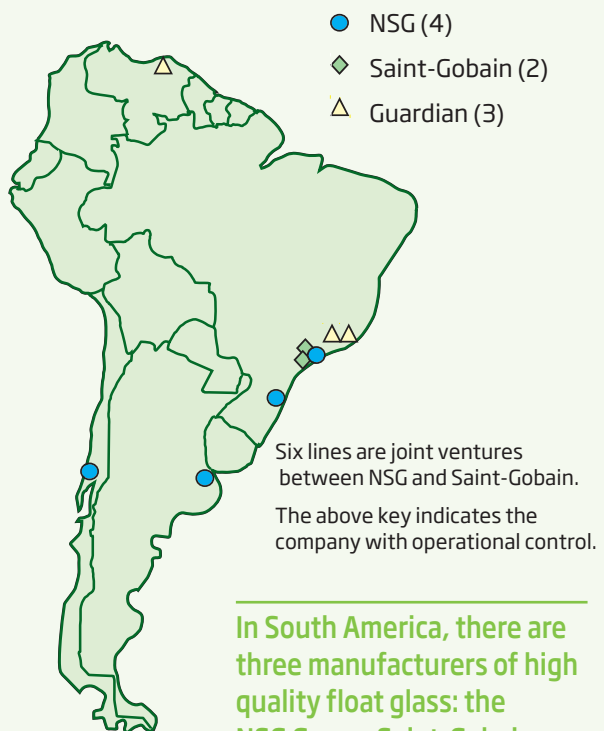 NSG (4)
Saint-Gobain (2)
Guardian (3)
Six lines are joint ventures
between NSG and Saint-Gobain.
The above key indicates the
company with operational control.
In South America, there are
three manufacturers of high
quality float glass: the